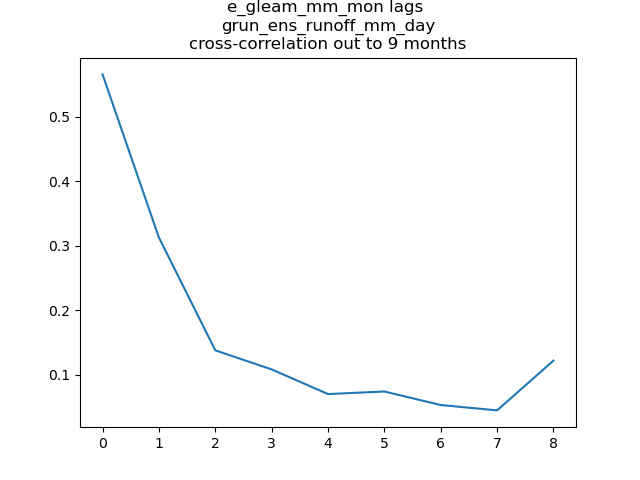 e_gleam_mm_mon lags
grun_ens_runoff_mm_day
cross-correlation out to 9 months
0.5
0.4
0.3
0.2
0.1
0 1 2 3 4 5 6 7 8